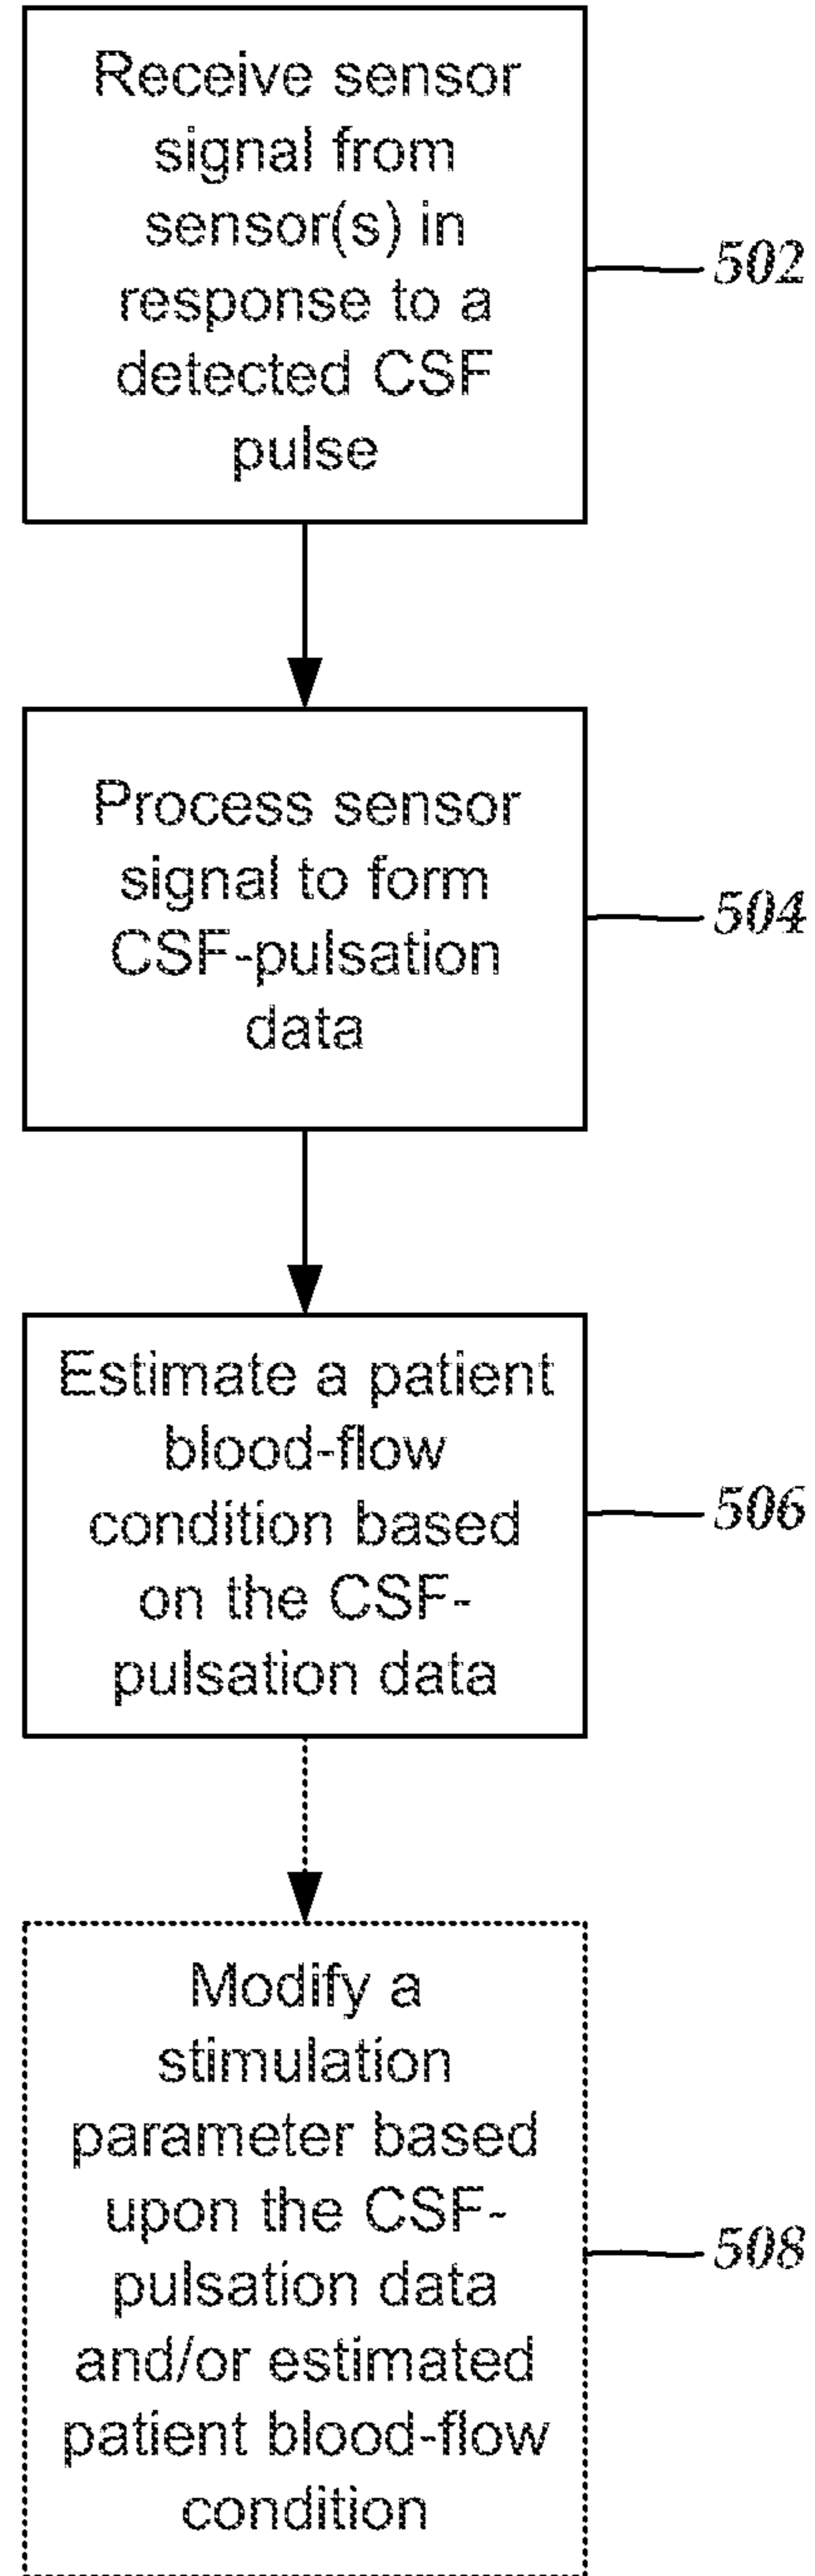 Receive sensor
signal from
sensor(s) in
response to a
detected CSF
pulse
502
Process sensor
signal to form
CSF-pulsation
data
504
Estimate a patient
blood-flow
condition based
on the CSF-
pulsation data
506
Modify a
stimulation
parameter based
upon the CSF-
pulsation data
and/or estimated
patient blood-flow
condition
508